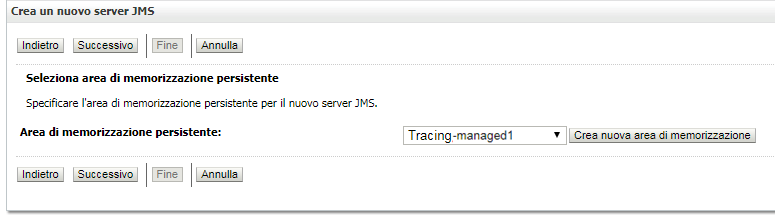 Crea un nuovo server JMS
Indietro Successivo Fine Annulla
Seleziona area di memorizzazione persistente
Specificare l'area di memorizzazione persistente per il nuovo server JMS.
Area di memorizzazione persistente: Tracing-managed1 Crea nuova area di memorizzazione
Indietro Successivo Fine Annulla